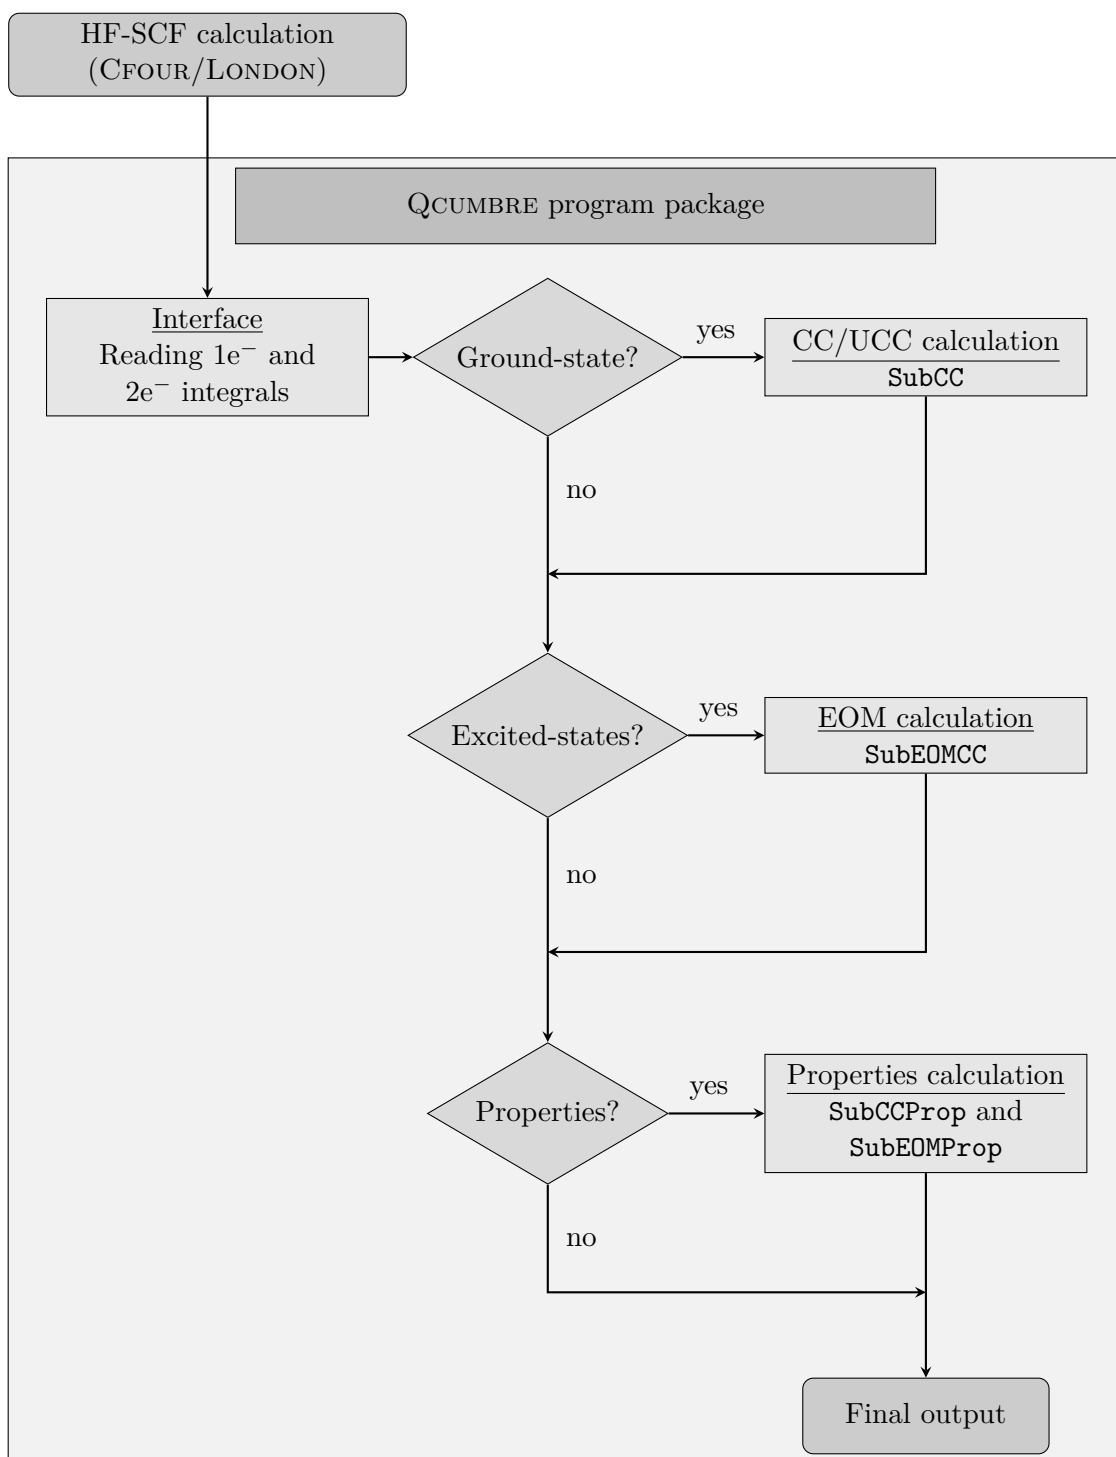 HF-SCF calculation
(CFOUR/LONDON)
QCUMBRE program package
Interface
Reading 1e⁻ and
2e⁻ integrals
Ground-state?
yes
CC/UCC calculation
SubCC
no
Excited-states?
yes
EOM calculation
SubEOMCC
no
Properties?
yes
Properties calculation
SubCCProp and
SubEOMProp
no
Final output